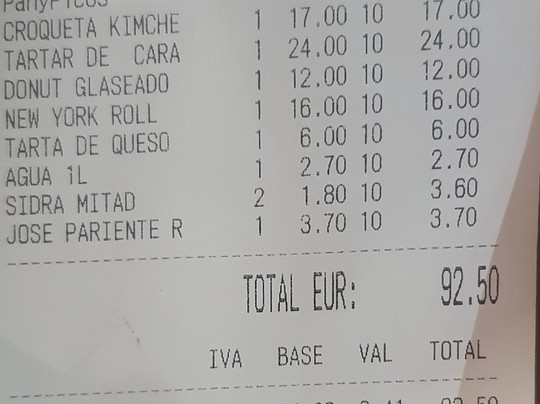 CROQUETA KIMCHE 1 17.00 10 17.00
TARTAR DE CARA 1 24.00 10 24.00
DONUT GLASEADO 1 12.00 10 12.00
NEW YORK ROLL 1 16.00 10 16.00
TARTA DE QUESO 1 6.00 10 6.00
AGUA 1L 1 2.70 10 2.70
SIDRA MITAD 2 1.80 10 3.60
JOSE PARIENTE R 1 3.70 10 3.70
TOTAL EUR: 92.50
IVA BASE VAL TOTAL